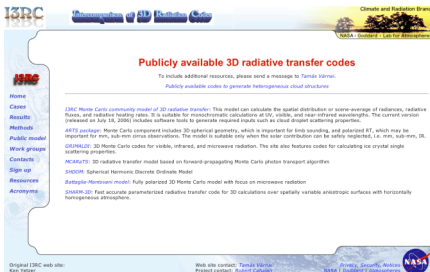 I3RC
Intercomparison of 3D Radiation Codes
Climate and Radiation Branch
NASA - Goddard - Lab for Atmospheres
Publicly available 3D radiative transfer codes
To include additional resources, please send a message to Tamás Várnai.
Publicly available codes to generate heterogeneous cloud structures
I3RC
Home
Cases
Results
Methods
Public model
Work groups
Contacts
Sign up
Resources
Acronyms
I3RC Monte Carlo community model of 3D radiative transfer: This model can calculate the spatial distribution or scene-average of radiances, radiative
fluxes, and radiative heating rates. It is suitable for monochromatic calculations at UV, visible, and near-infrared wavelengths. The current version
(released on July 19, 2006) includes software tools to generate required inputs such as cloud droplet scattering properties.
ARTS package: Monte Carlo component includes 3D spherical geometry, which is important for limb sounding, and polarized RT, which may be
important for mm, sub-mm cirrus observations. The model is suitable only when the solar contribution can be safely neglected, i.e. mm, sub-mm, IR.
GRIMALDI: 3D Monte Carlo codes for visible, infrared, and microwave radiation. The site also features codes for calculating ice crystal single
scattering properties.
MCARaTS: 3D radiative transfer model based on forward-propagating Monte Carlo photon transport algorithm
SHDOM: Spherical Harmonic Discrete Ordinate Model
Battaglia-Mantovani model: Fully polarized 3D Monte Carlo model with focus on microwave radiation
SHARM-3D: Fast accurate parameterized radiative transfer code for 3D calculations over spatially variable anisotropic surfaces with horizontally
homogeneous atmosphere.
Original I3RC web site:
Ken Yetzer
Web site contact: Tamás Várnai
Project contact: Robert Cahalan
Privacy, Security, Notices
NASA | Goddard | Atmospheres
NASA